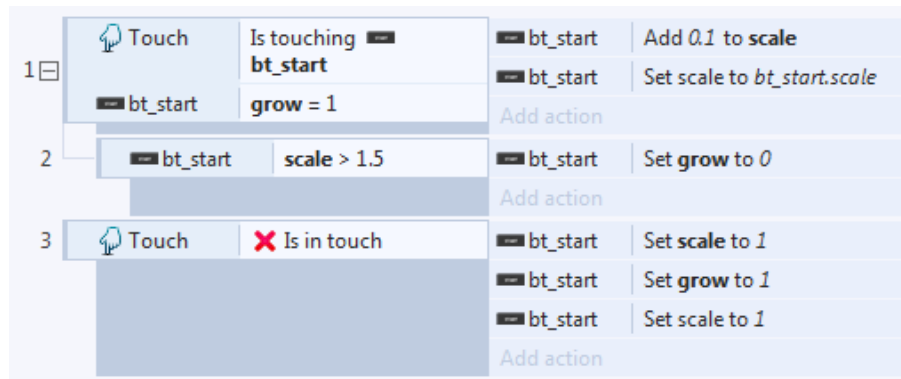 Touch Is touching bt_start Add 0.1 to scale
1 bt_start
bt_start Set scale to bt_start.scale
bt_start grow = 1
Add action
2 bt_start scale > 1.5 bt_start Set grow to 0
Add action
3 Touch Is in touch bt_start Set scale to 1
bt_start Set grow to 1
bt_start Set scale to 1
Add action